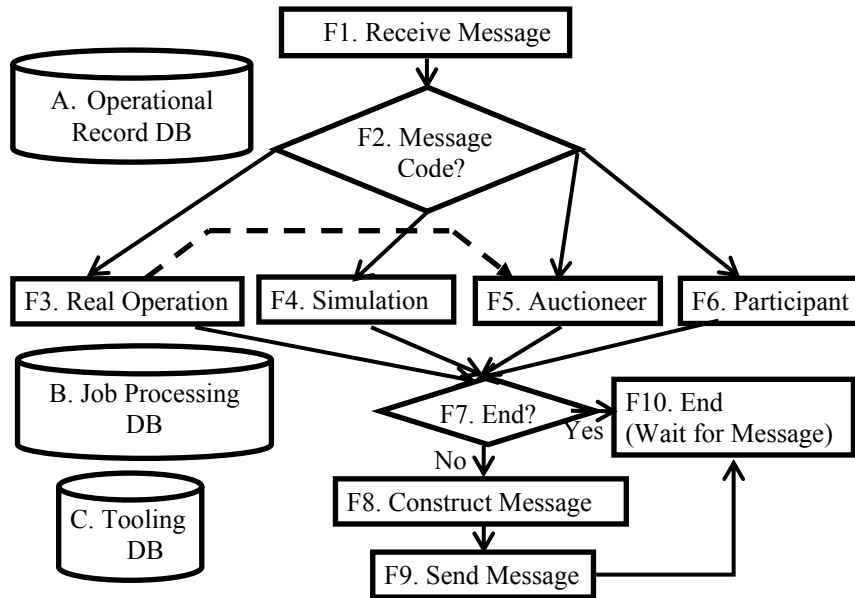 F1. Receive Message
A. Operational
Record DB
F2. Message
Code?
F3. Real Operation
F4. Simulation
F5. Auctioneer
F6. Participant
B. Job Processing
DB
F7. End?
Yes
F10. End
(Wait for Message)
No
C. Tooling
DB
F8. Construct Message
F9. Send Message